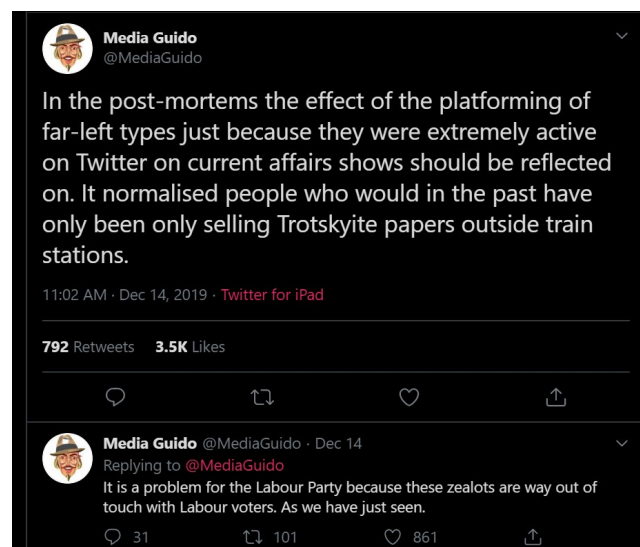 Media Guido
@MediaGuido
In the post-mortems the effect of the platforming of
far-left types just because they were extremely active
on Twitter on current affairs shows should be reflected
on. It normalised people who would in the past have
only been only selling Trotskyite papers outside train
stations.
11:02 AM · Dec 14, 2019 · Twitter for iPad
792 Retweets 3.5K Likes
Media Guido @MediaGuido · Dec 14
Replying to @MediaGuido
It is a problem for the Labour Party because these zealots are way out of
touch with Labour voters. As we have just seen.
31 101 861